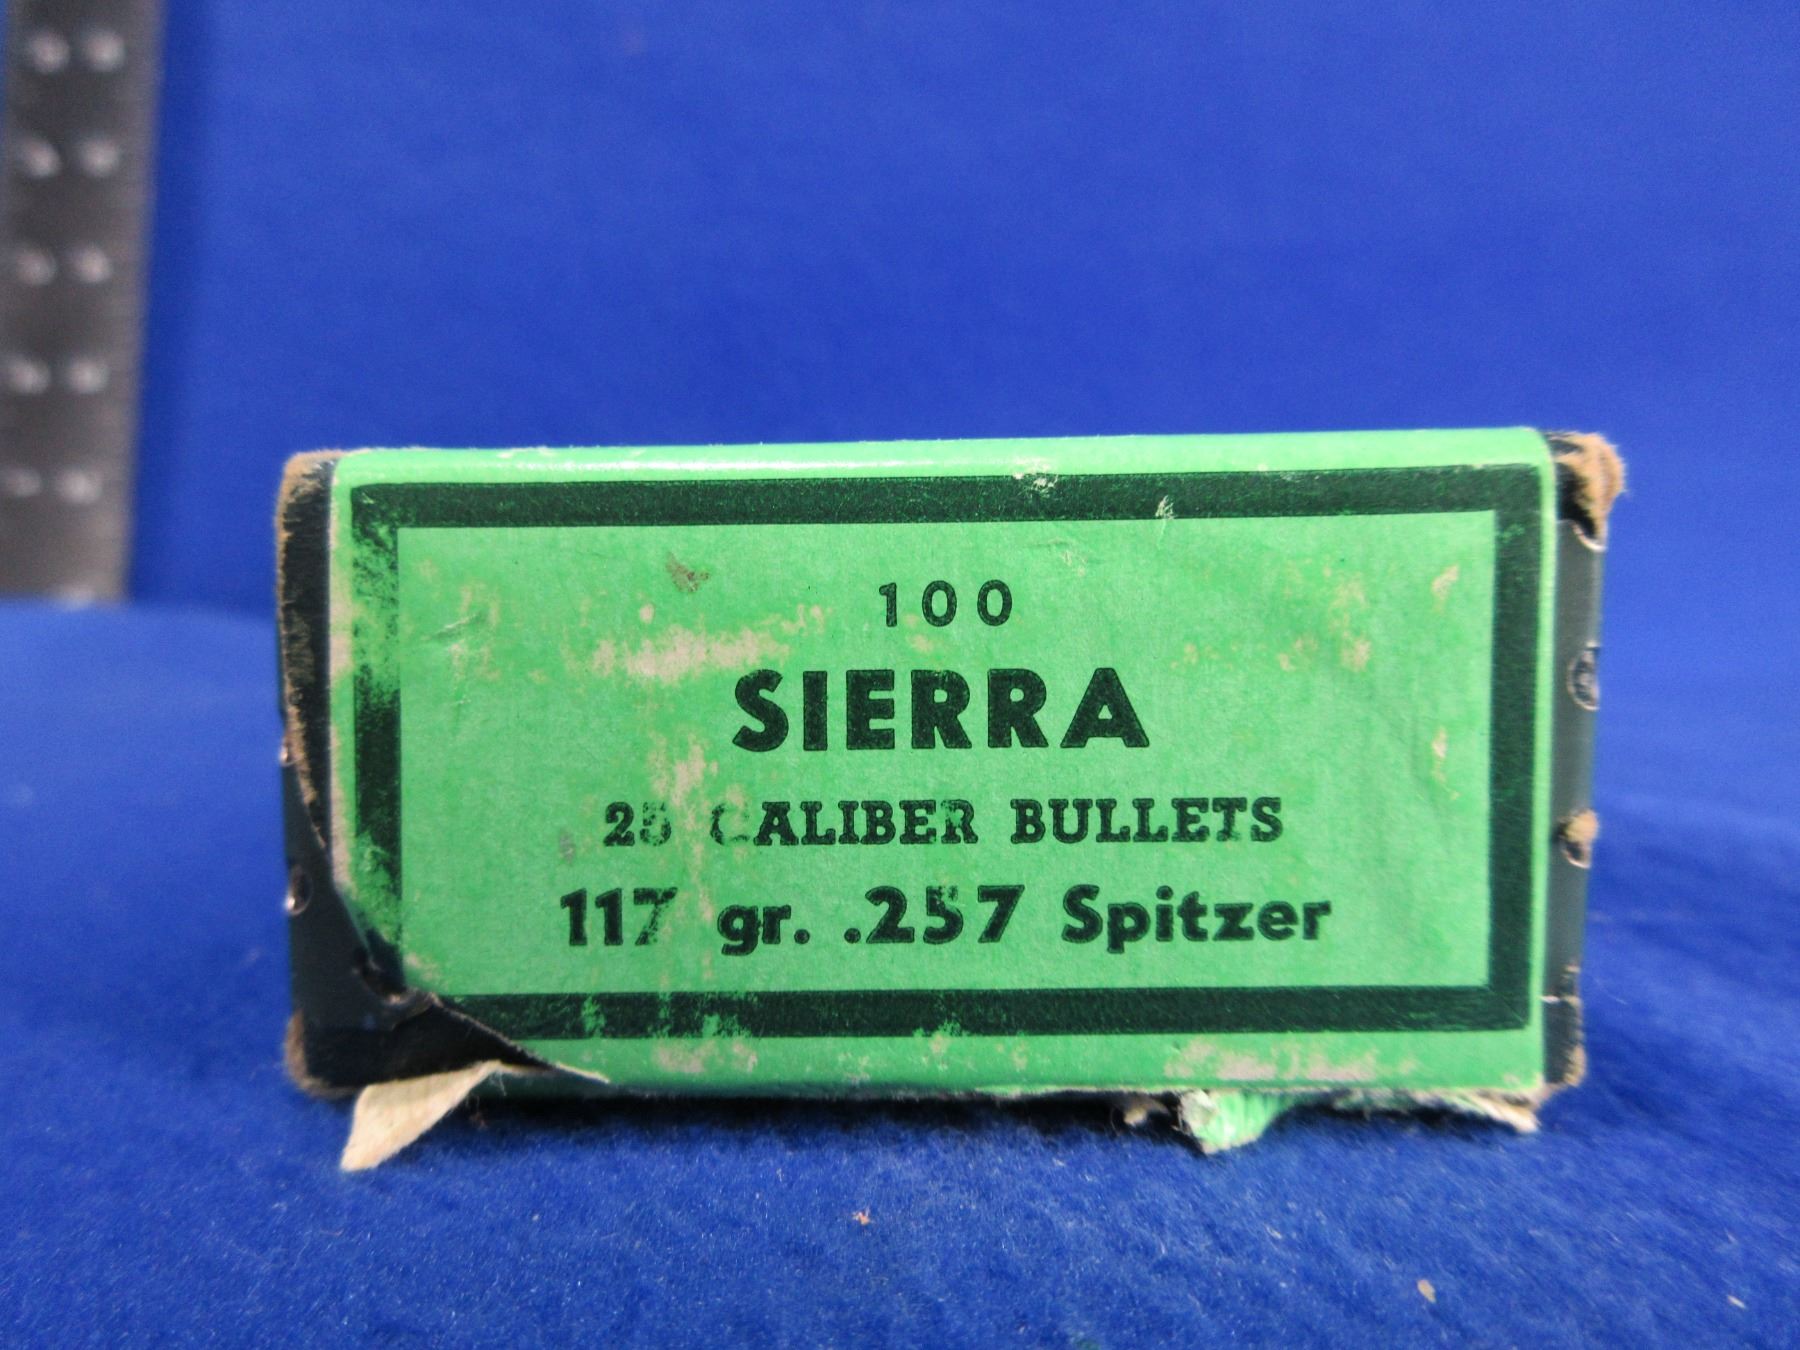 100
SIERRA
25 CALIBER BULLETS
117 gr. .257 Spitzer